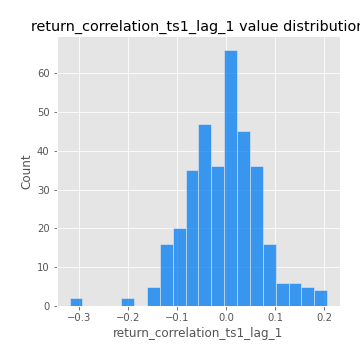 return_correlation_ts1_lag_1 value distribution
60
50
40
30
20
10
0
Count
−0.3 −0.2 −0.1 0.0 0.1 0.2
return_correlation_ts1_lag_1